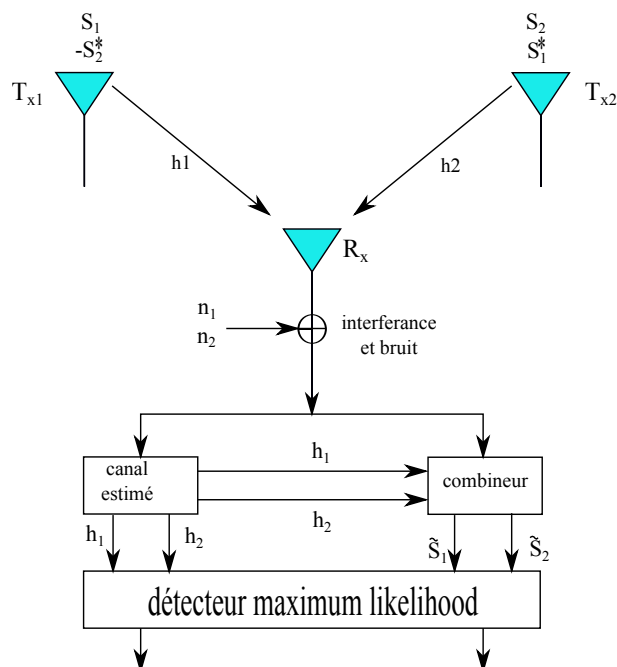 S₁
-S₂*
S₂
S₁*
Tₓ₁
Tₓ₂
h1
h2
Rₓ
n₁
n₂
interferance
et bruit
canal
estimé
h₁
combineur
h₂
h₁
h₂
S̃₁
S̃₂
détecteur maximum likelihood